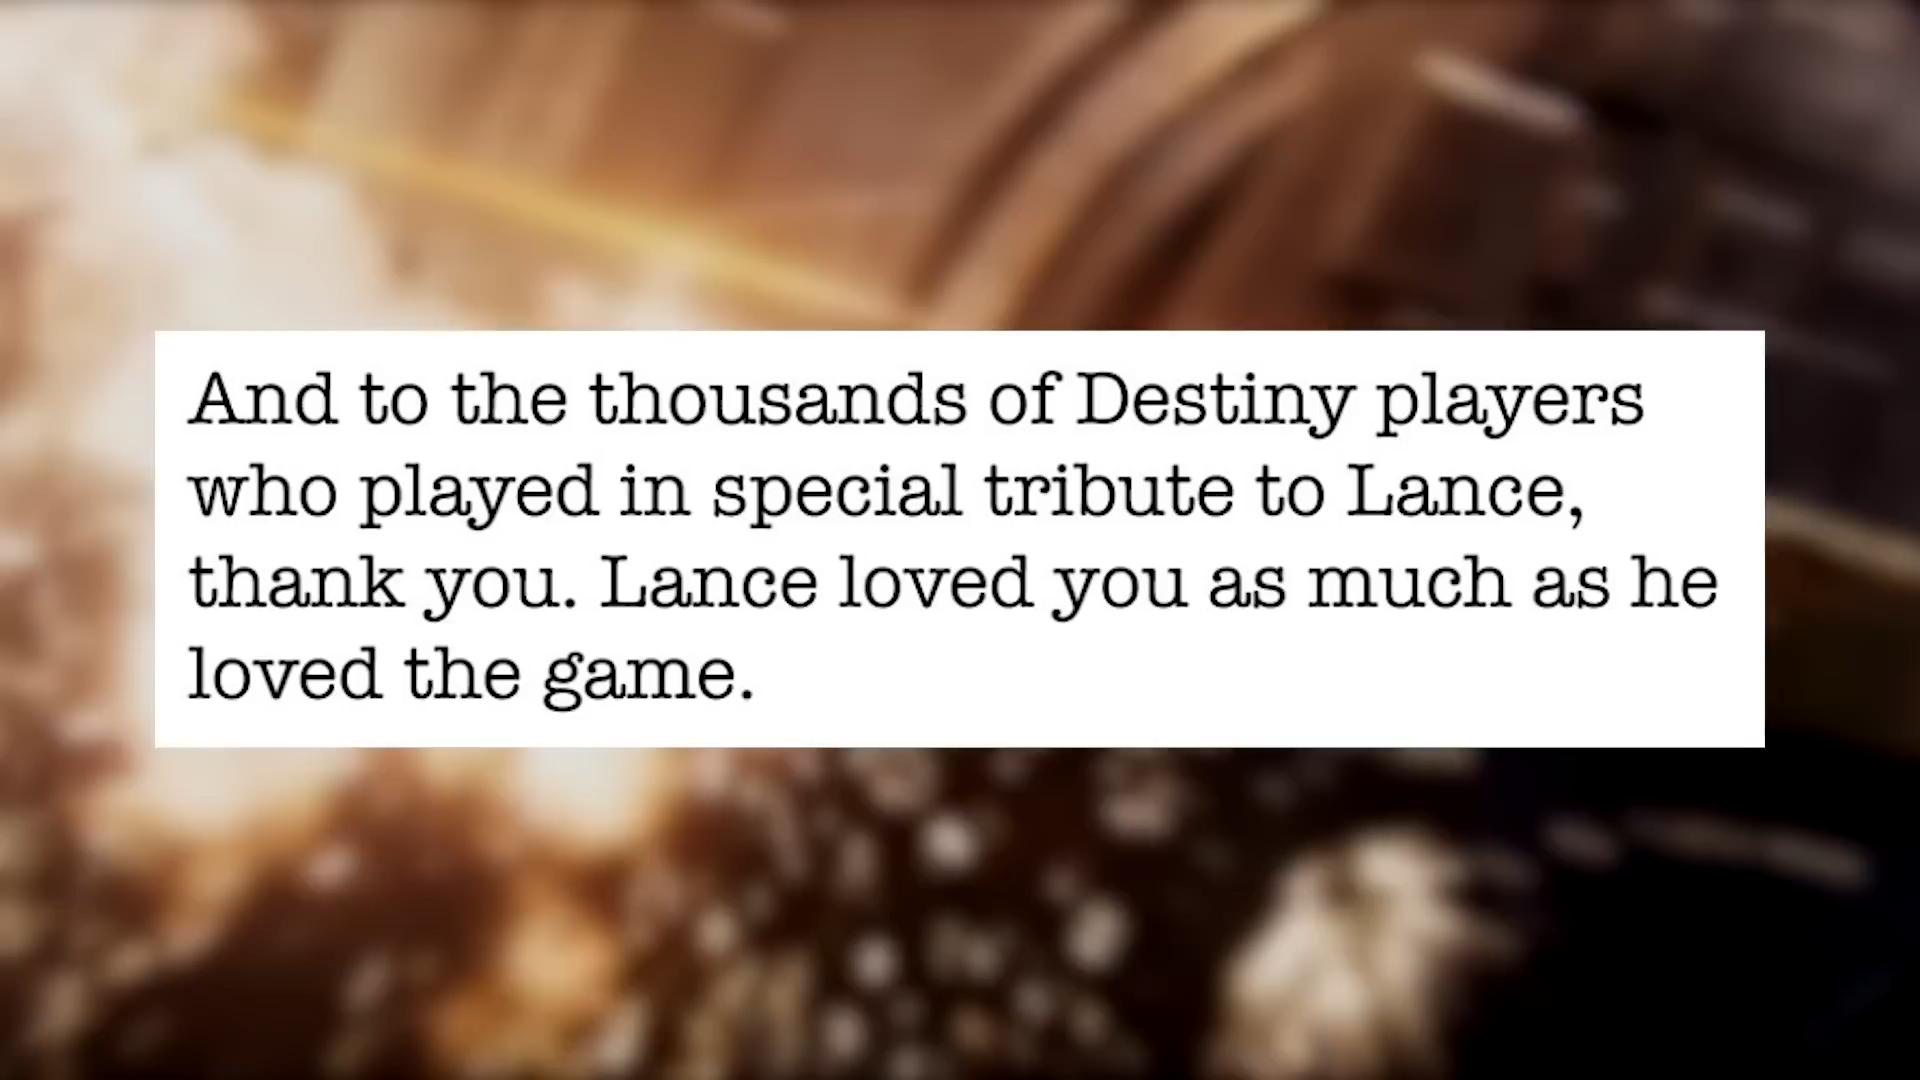 And to the thousands of Destiny players
who played in special tribute to Lance,
thank you. Lance loved you as much as he
loved the game.